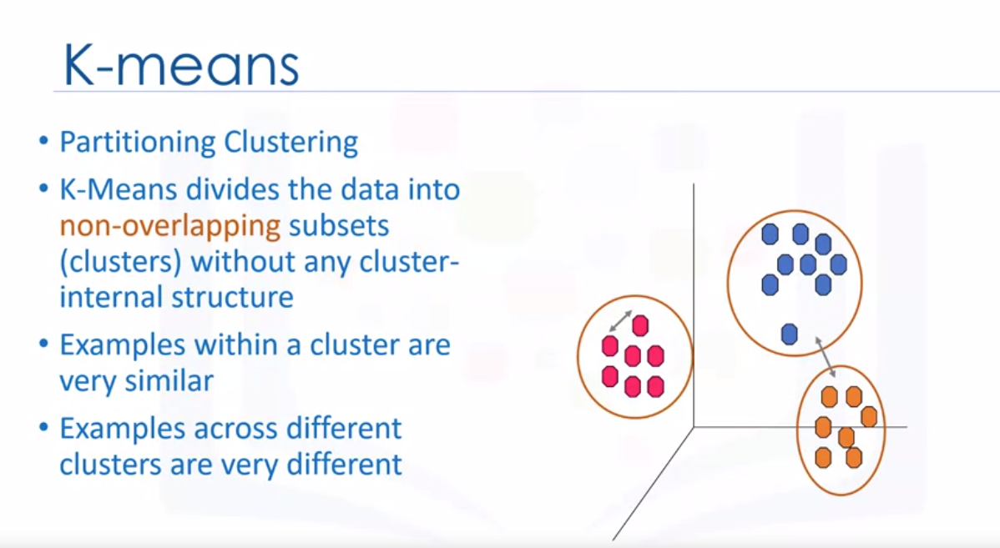 K-means
• Partitioning Clustering
• K-Means divides the data into
non-overlapping subsets
(clusters) without any cluster-
internal structure
• Examples within a cluster are
very similar
• Examples across different
clusters are very different